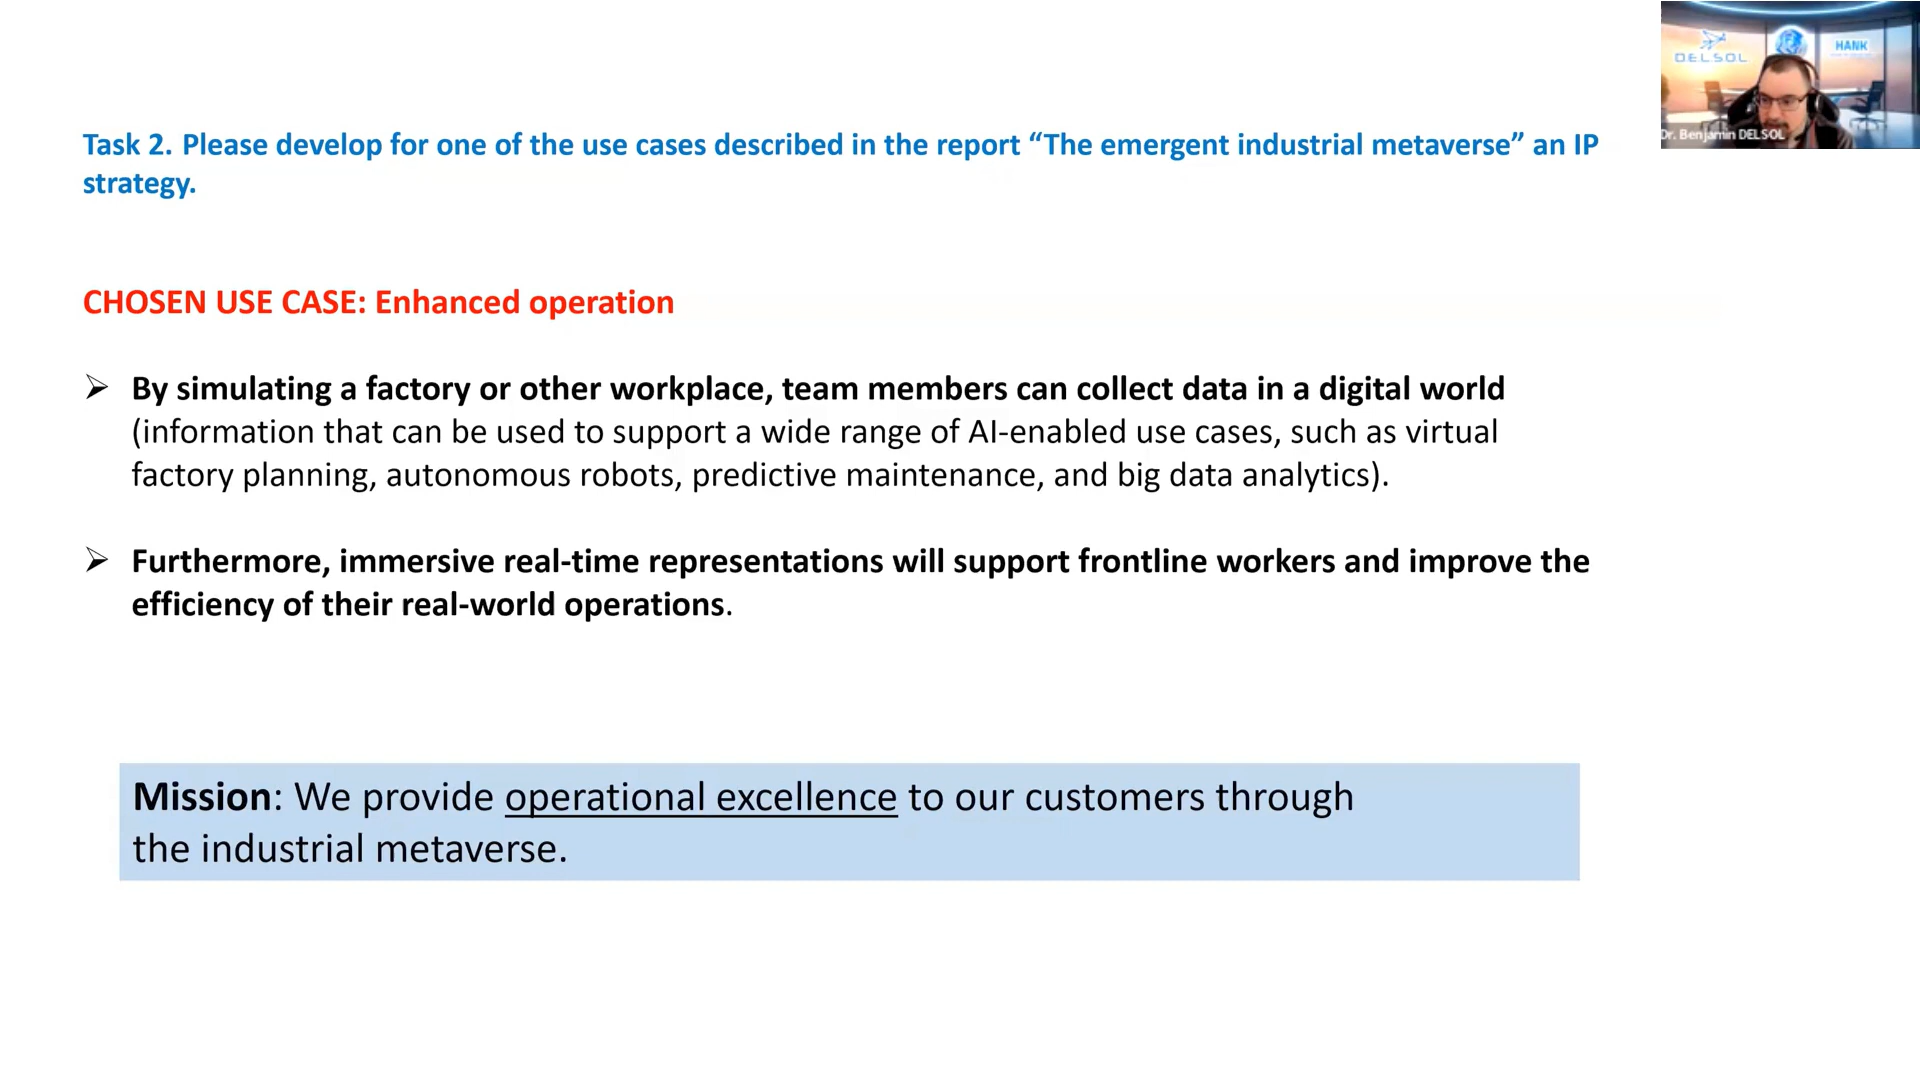 DELSOL
HANK
Dr. Benjamin DELSOL
Task 2. Please develop for one of the use cases described in the report “The emergent industrial metaverse” an IP
strategy.
CHOSEN USE CASE: Enhanced operation
➢ By simulating a factory or other workplace, team members can collect data in a digital world
(information that can be used to support a wide range of AI-enabled use cases, such as virtual
factory planning, autonomous robots, predictive maintenance, and big data analytics).
➢ Furthermore, immersive real-time representations will support frontline workers and improve the
efficiency of their real-world operations.
Mission: We provide operational excellence to our customers through
the industrial metaverse.